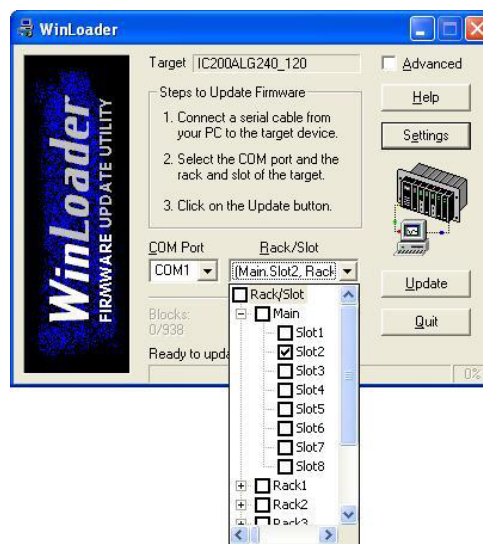 WinLoader
WinLoader
FIRMWARE UPDATE UTILITY
Target IC200ALG240_120
Advanced
Steps to Update Firmware
1. Connect a serial cable from
your PC to the target device.
2. Select the COM port and the
rack and slot of the target.
3. Click on the Update button.
Help
Settings
COM Port
Rack/Slot
COM1
(Main.Slot2, Rack
Update
Quit
Blocks:
0/938
Ready to upda
0%
Rack/Slot
Main
Slot1
Slot2
Slot3
Slot4
Slot5
Slot6
Slot7
Slot8
Rack1
Rack2
Rack3